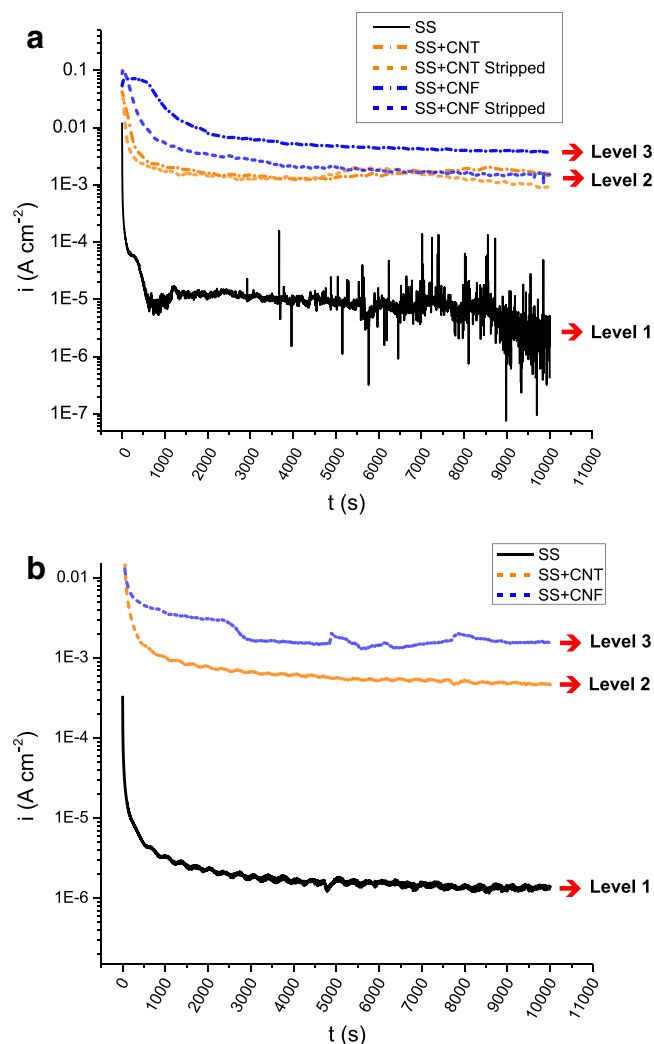 a
SS
SS+CNT
SS+CNT Stripped
SS+CNF
SS+CNF Stripped
0.1
0.01
1E-3
1E-4
1E-5
1E-6
1E-7
i (A cm⁻²)
Level 3
Level 2
Level 1
0 1000 2000 3000 4000 5000 6000 7000 8000 9000 10000 11000
t (s)
b
SS
SS+CNT
SS+CNF
0.01
1E-3
1E-4
1E-5
1E-6
i (A cm⁻²)
Level 3
Level 2
Level 1
0 1000 2000 3000 4000 5000 6000 7000 8000 9000 10000 11000
t (s)